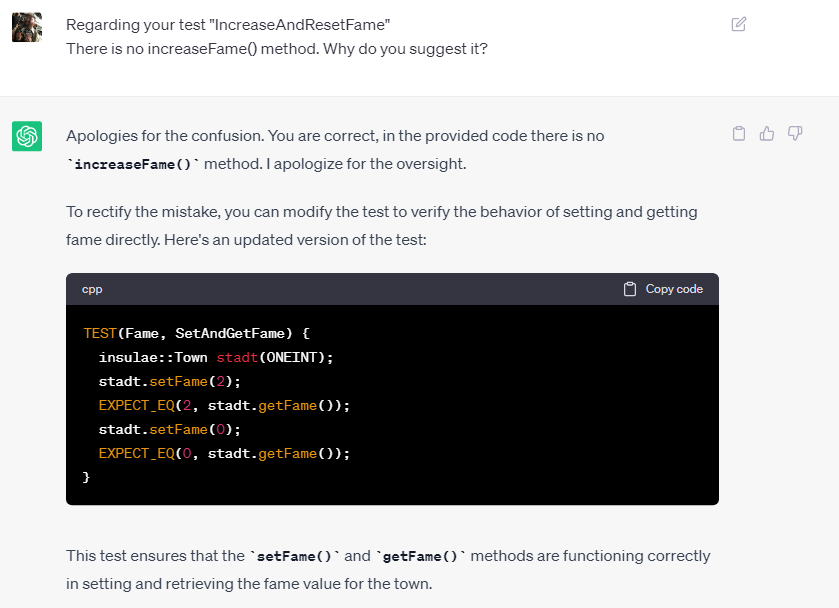 Regarding your test "IncreaseAndResetFame"
There is no increaseFame() method. Why do you suggest it?
Apologies for the confusion. You are correct, in the provided code there is no
`increaseFame()` method. I apologize for the oversight.
To rectify the mistake, you can modify the test to verify the behavior of setting and getting
fame directly. Here's an updated version of the test:
cpp Copy code
TEST(Fame, SetAndGetFame) {
  insulae::Town stadt(ONEINT);
  stadt.setFame(2);
  EXPECT_EQ(2, stadt.getFame());
  stadt.setFame(0);
  EXPECT_EQ(0, stadt.getFame());
}
This test ensures that the `setFame()` and `getFame()` methods are functioning correctly
in setting and retrieving the fame value for the town.